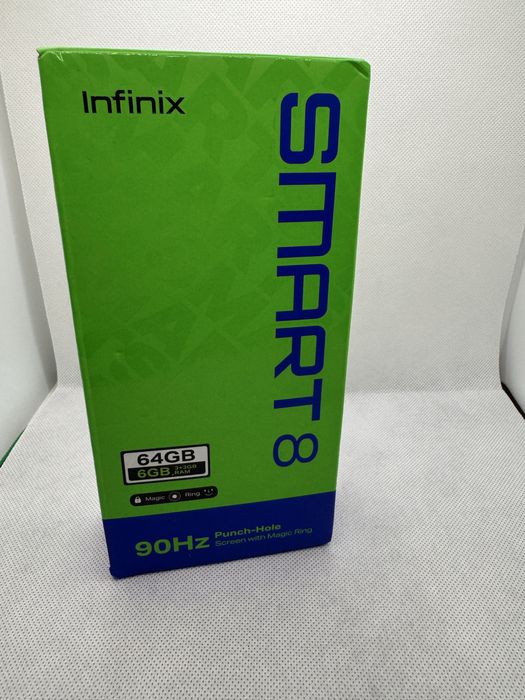 Infinix
SMART 8
64GB
6GB 3+3GB RAM
Magic Ring
90Hz Punch-Hole
Screen with Magic Ring